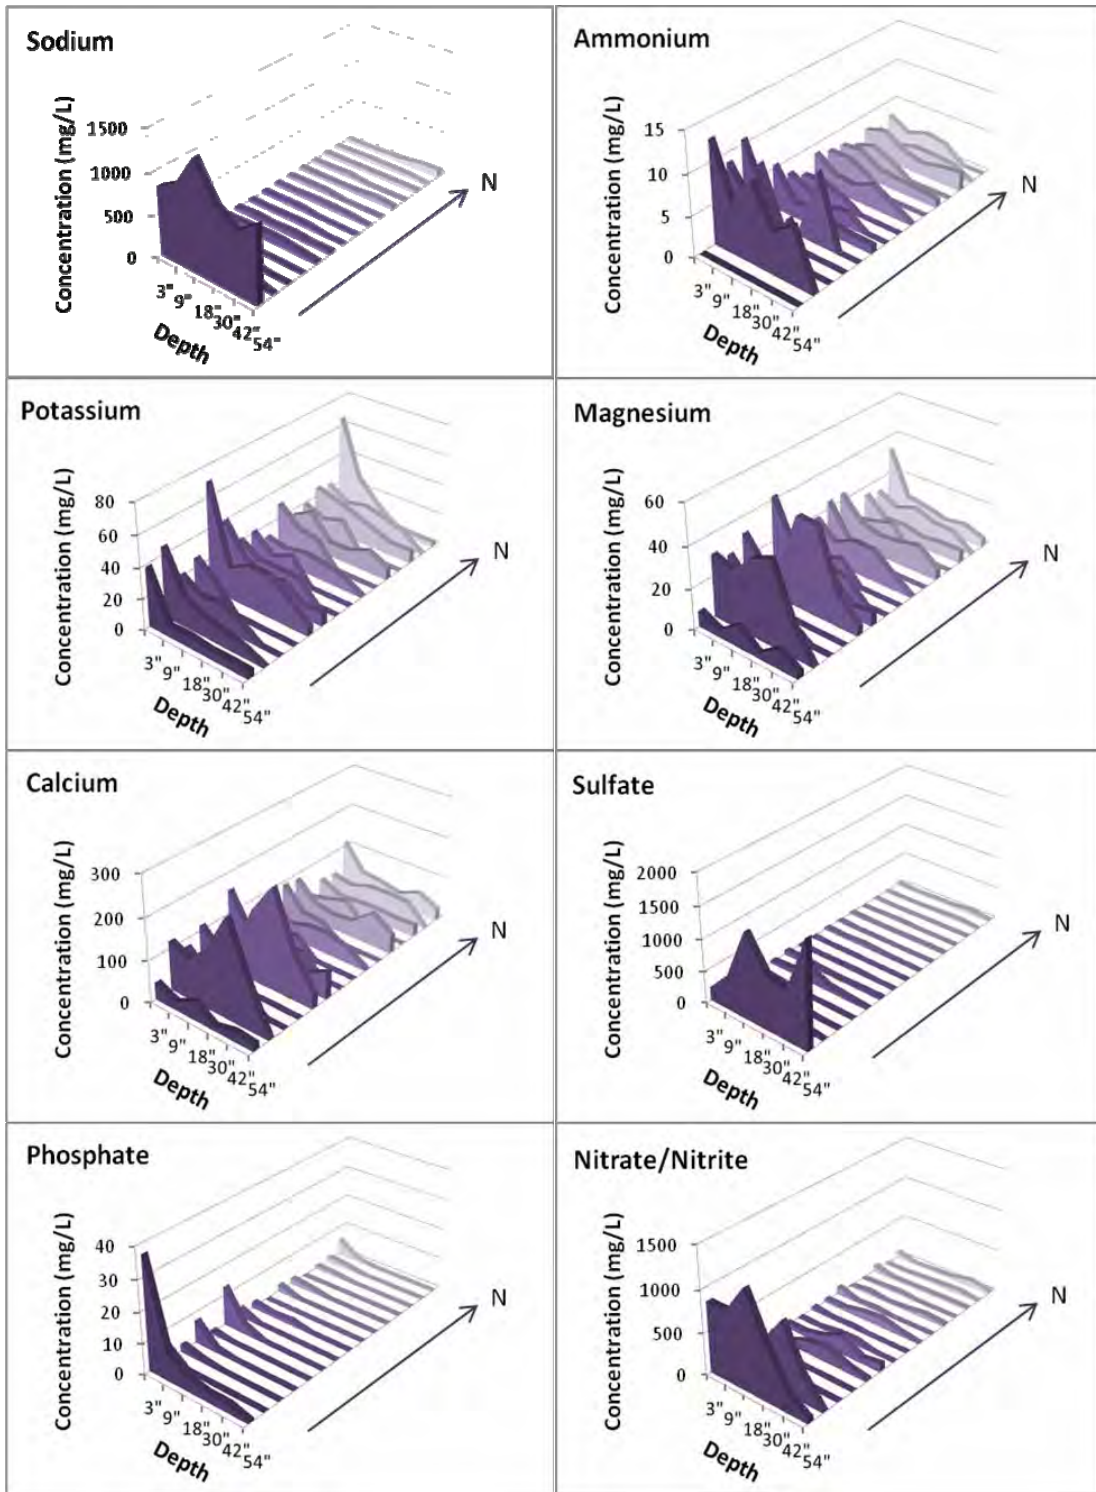 Sodium
Concentration (mg/L)
1500
1000
500
0
3" 9" 18" 30" 42" 54"
Depth
N
Ammonium
Concentration (mg/L)
15
10
5
0
3" 9" 18" 30" 42" 54"
Depth
N
Potassium
Concentration (mg/L)
80
60
40
20
0
3" 9" 18" 30" 42" 54"
Depth
N
Magnesium
Concentration (mg/L)
60
40
20
0
3" 9" 18" 30" 42" 54"
Depth
N
Calcium
Concentration (mg/L)
300
200
100
0
3" 9" 18" 30" 42" 54"
Depth
N
Sulfate
Concentration (mg/L)
2000
1500
1000
500
0
3" 9" 18" 30" 42" 54"
Depth
N
Phosphate
Concentration (mg/L)
40
30
20
10
0
3" 9" 18" 30" 42" 54"
Depth
N
Nitrate/Nitrite
Concentration (mg/L)
1500
1000
500
0
3" 9" 18" 30" 42" 54"
Depth
N